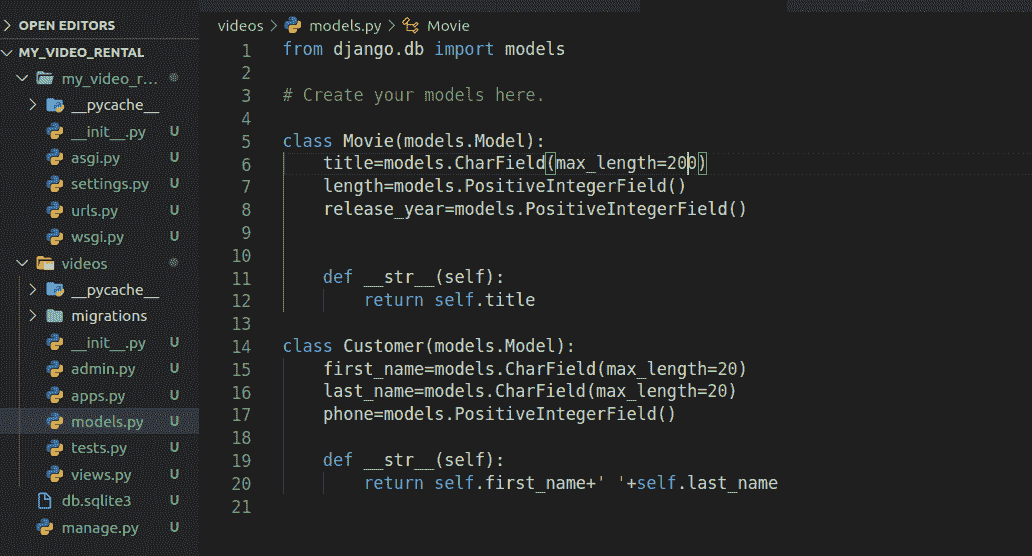 OPEN EDITORS
MY_VIDEO_RENTAL
my_video_r...
__pycache__
__init__.py U
asgi.py U
settings.py U
urls.py U
wsgi.py U
videos
__pycache__
migrations
__init__.py U
admin.py U
apps.py U
models.py U
tests.py U
views.py U
db.sqlite3 U
manage.py U
videos > models.py > Movie
1 from django.db import models
2
3 # Create your models here.
4
5 class Movie(models.Model):
6     title=models.CharField(max_length=200)
7     length=models.PositiveIntegerField()
8     release_year=models.PositiveIntegerField()
9
10
11     def __str__(self):
12         return self.title
13
14 class Customer(models.Model):
15     first_name=models.CharField(max_length=20)
16     last_name=models.CharField(max_length=20)
17     phone=models.PositiveIntegerField()
18
19     def __str__(self):
20         return self.first_name+' '+self.last_name
21